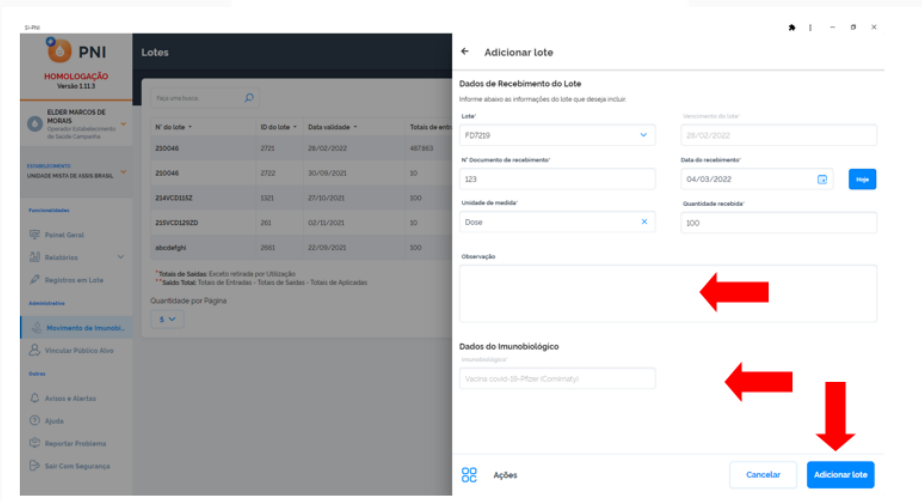 SI-PNI
PNI
HOMOLOGAÇÃO
Versão 1.11.3
ELDER MARCOS DE
MORAIS
Operador Estabelecimento
de Saúde Campanha
ESTABELECIMENTO
UNIDADE MISTA DE ASSIS BRASIL
Funcionalidades
Painel Geral
Relatórios
Registros em Lote
Administrativo
Movimento de Imunobi...
Vincular Público Alvo
Outros
Avisos e Alertas
Ajuda
Reportar Problema
Sair Com Segurança
Lotes
Faça uma busca
N° do lote ID do lote Data validade Totais de entr
210046 2721 28/02/2022 487.863
210046 2722 30/08/2021 10
214VCD115Z 1321 27/10/2021 100
219VCD129ZD 261 02/11/2021 10
abcdefghi 2661 22/09/2021 100
*Totais de Saídas: Exceto retirada por Utilização
**Saldo Total: Totais de Entradas - Totais de Saídas - Totais de Aplicadas
Quantidade por Página
5
Adicionar lote
Dados de Recebimento do Lote
Informe abaixo as informações do lote que deseja incluir.
Lote* Vencimento do lote*
FD7219 28/02/2022
N° Documento de recebimento* Data do recebimento*
123 04/03/2022 Hoje
Unidade de medida* Quantidade recebida*
Dose 100
Observação
Dados do Imunobiológico
Imunobiológico*
Vacina covid-19-Pfizer (Comirnaty)
Ações Cancelar Adicionar lote